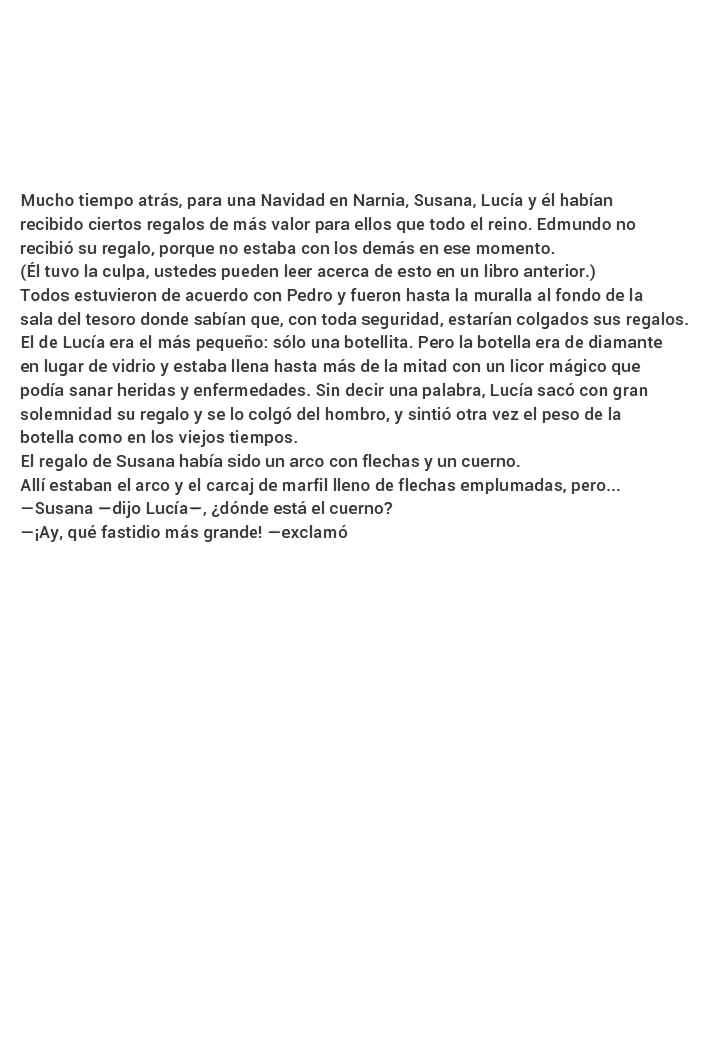 Mucho tiempo atrás, para una Navidad en Narnia, Susana, Lucía y él habían
recibido ciertos regalos de más valor para ellos que todo el reino. Edmundo no
recibió su regalo, porque no estaba con los demás en ese momento.
(Él tuvo la culpa, ustedes pueden leer acerca de esto en un libro anterior.)
Todos estuvieron de acuerdo con Pedro y fueron hasta la muralla al fondo de la
sala del tesoro donde sabían que, con toda seguridad, estarían colgados sus regalos.
El de Lucía era el más pequeño: sólo una botellita. Pero la botella era de diamante
en lugar de vidrio y estaba llena hasta más de la mitad con un licor mágico que
podía sanar heridas y enfermedades. Sin decir una palabra, Lucía sacó con gran
solemnidad su regalo y se lo colgó del hombro, y sintió otra vez el peso de la
botella como en los viejos tiempos.
El regalo de Susana había sido un arco con flechas y un cuerno.
Allí estaban el arco y el carcaj de marfil lleno de flechas emplumadas, pero...
—Susana —dijo Lucía—, ¿dónde está el cuerno?
—¡Ay, qué fastidio más grande! —exclamó